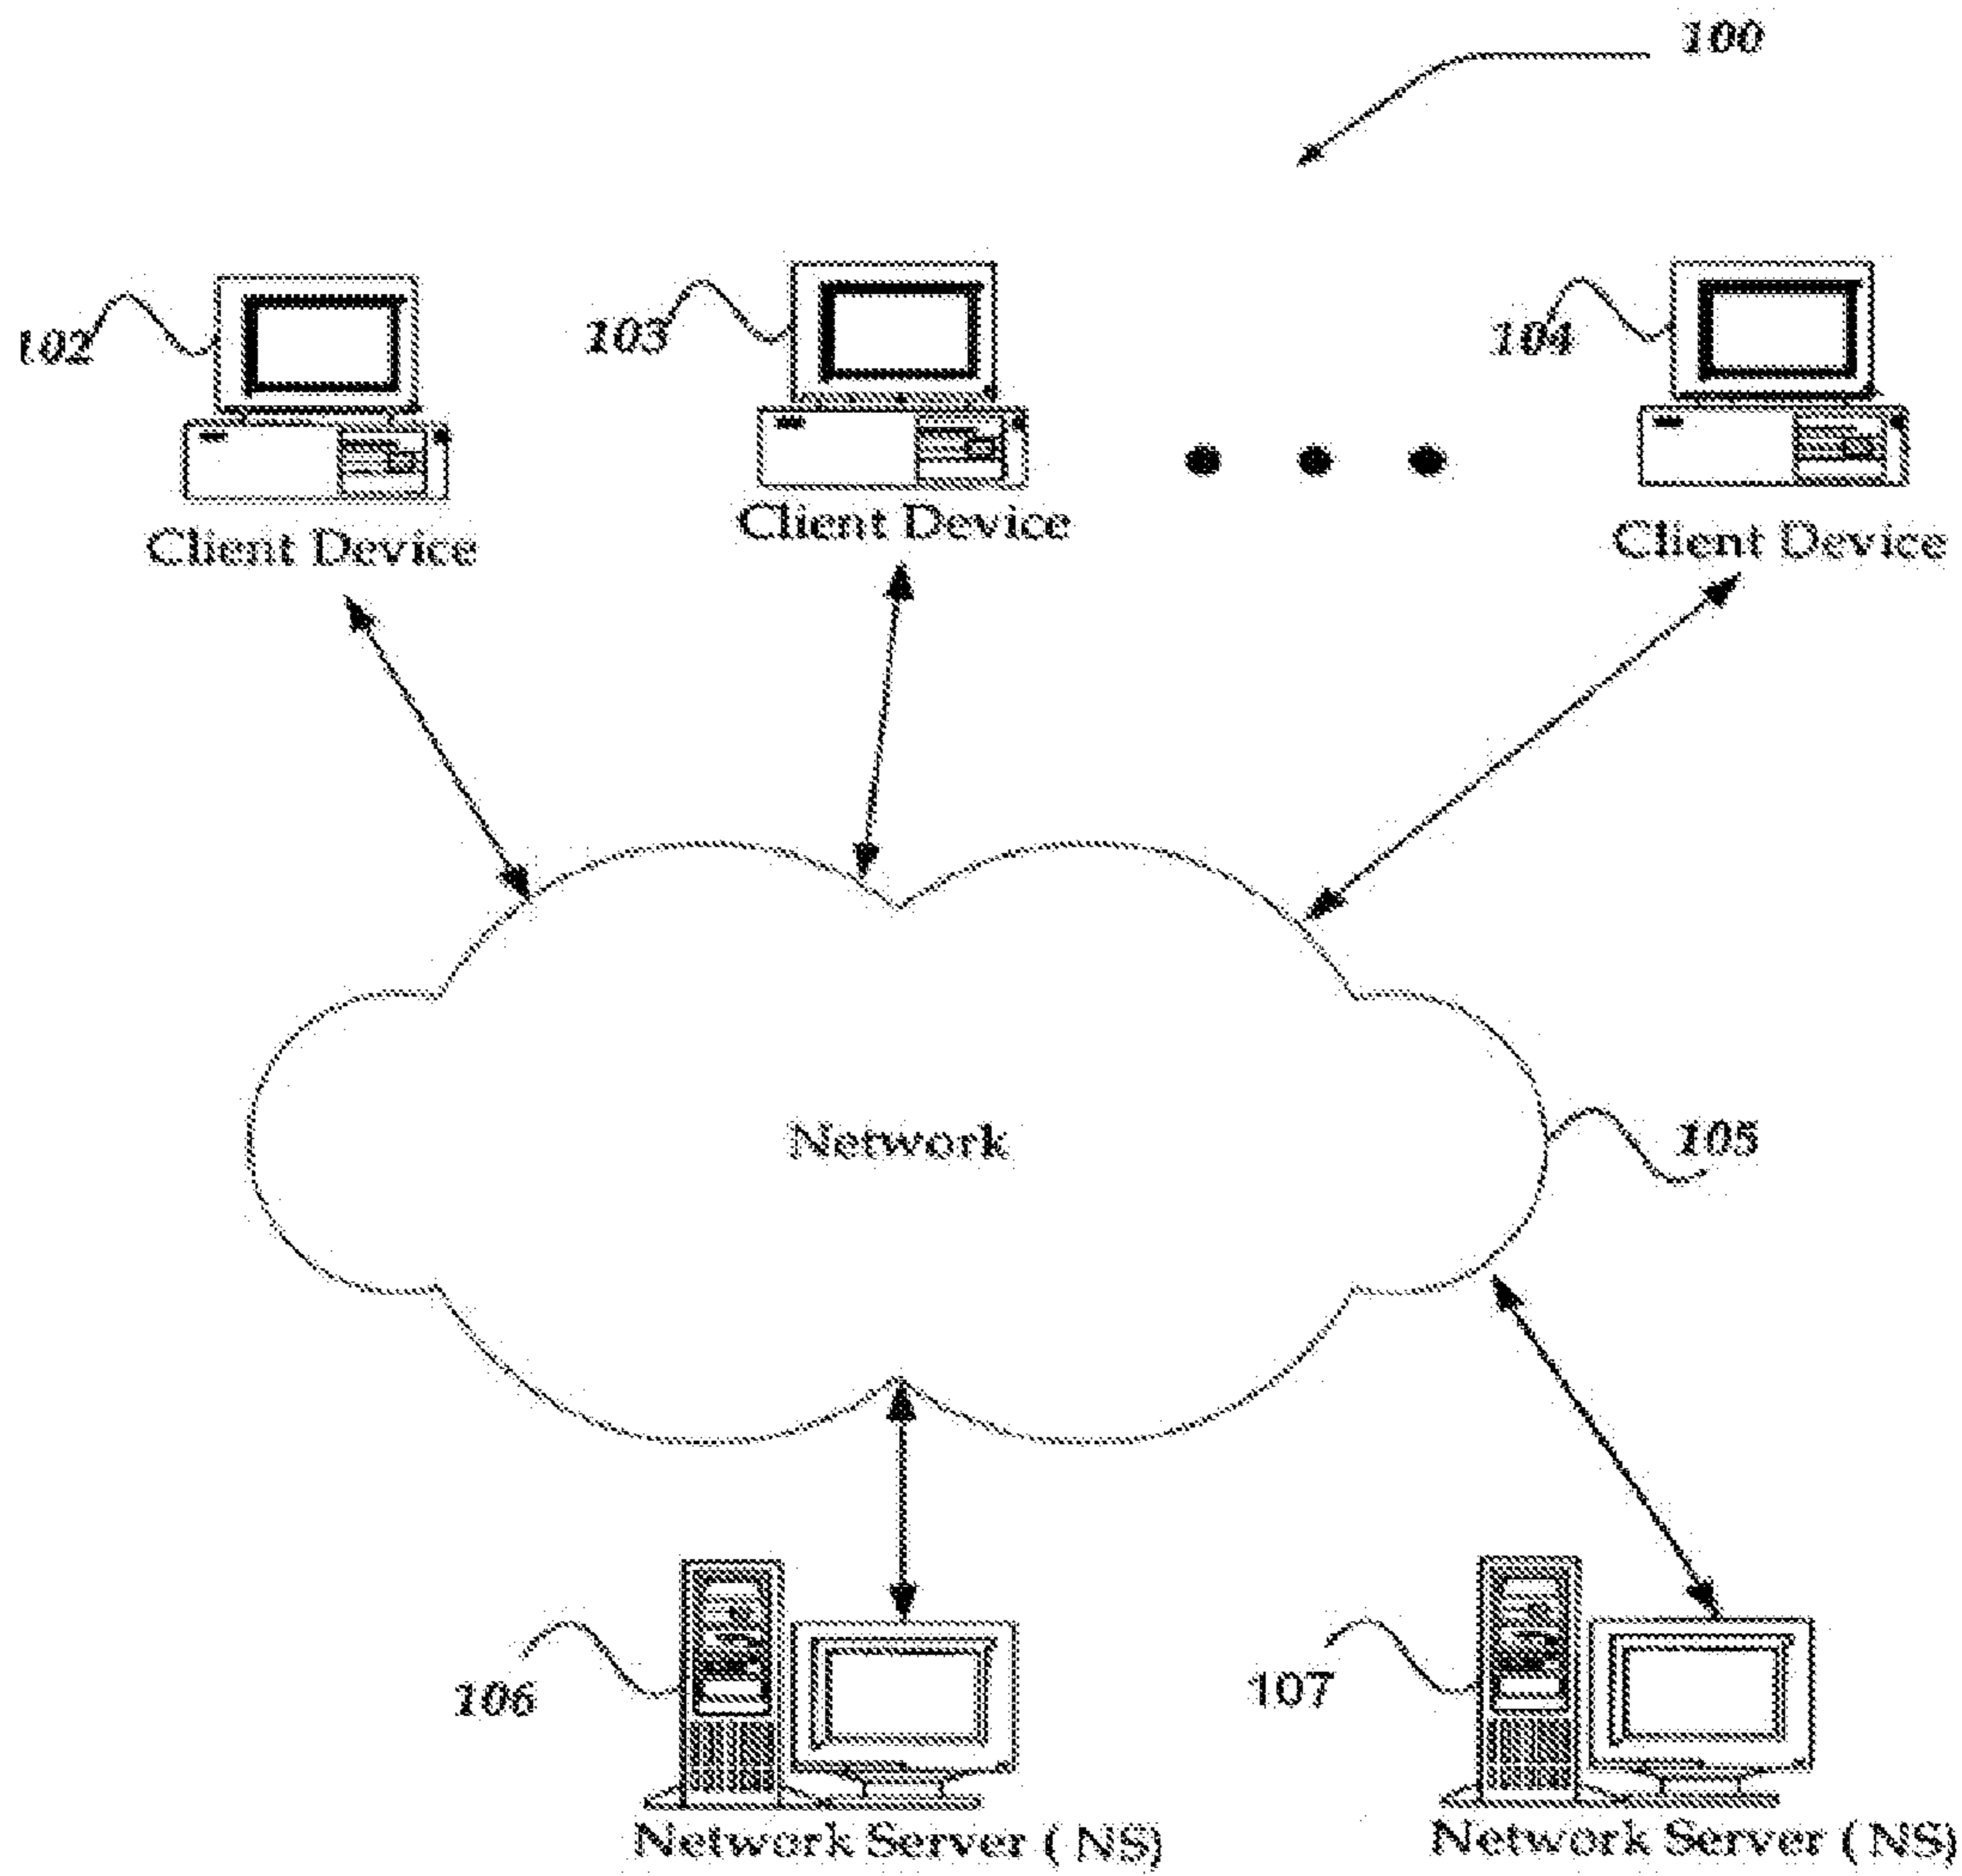 100
102
103
104
Client Device
Client Device
Client Device
Network
105
106
107
Network Server ( NS)
Network Server ( NS)